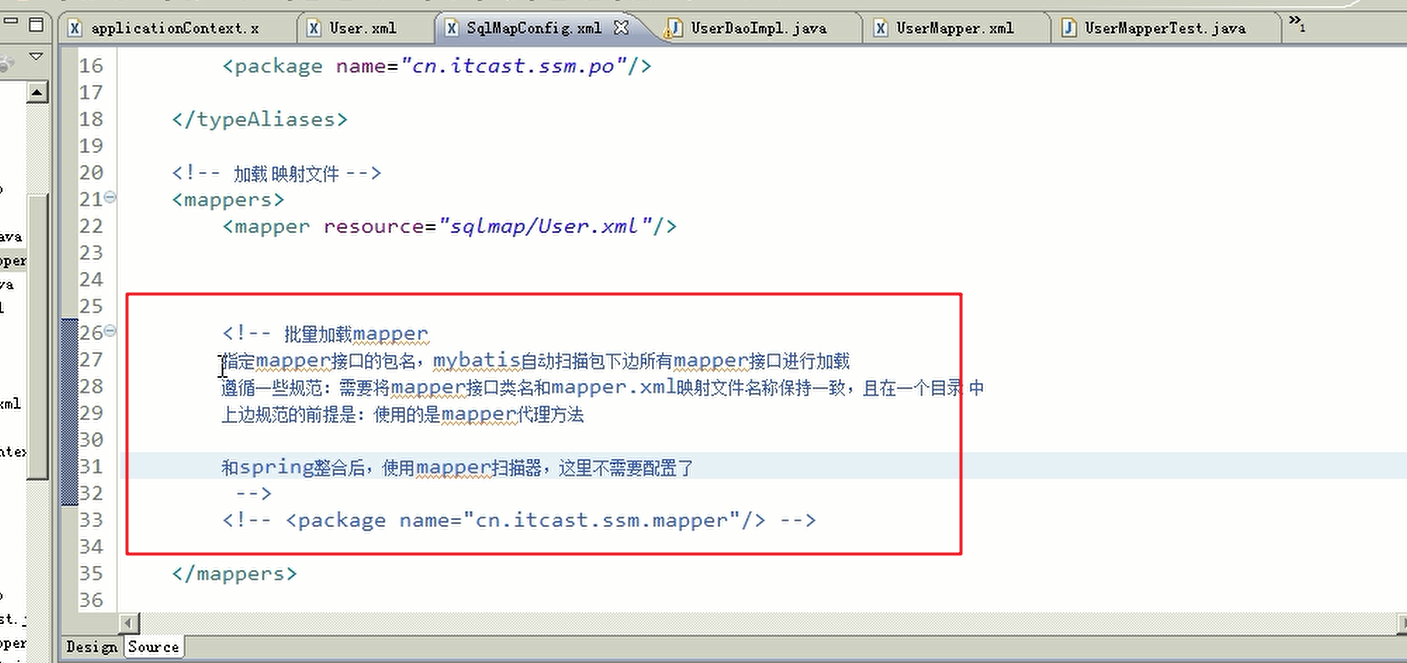 applicationContext.x
User.xml
SqlMapConfig.xml
UserDaoImpl.java
UserMapper.xml
UserMapperTest.java
»1
16 <package name="cn.itcast.ssm.po"/>
17
18 </typeAliases>
19
20 <!-- 加载 映射文件 -->
21 <mappers>
22 <mapper resource="sqlmap/User.xml"/>
23
24
25
26 <!-- 批量加载mapper
27 指定mapper接口的包名，mybatis自动扫描包下边所有mapper接口进行加载
28 遵循一些规范：需要将mapper接口类名和mapper.xml映射文件名称保持一致，且在一个目录 中
29 上边规范的前提是：使用的是mapper代理方法
30
31 和spring整合后，使用mapper扫描器，这里不需要配置了
32 -->
33 <!-- <package name="cn.itcast.ssm.mapper"/> -->
34
35 </mappers>
36
Design Source